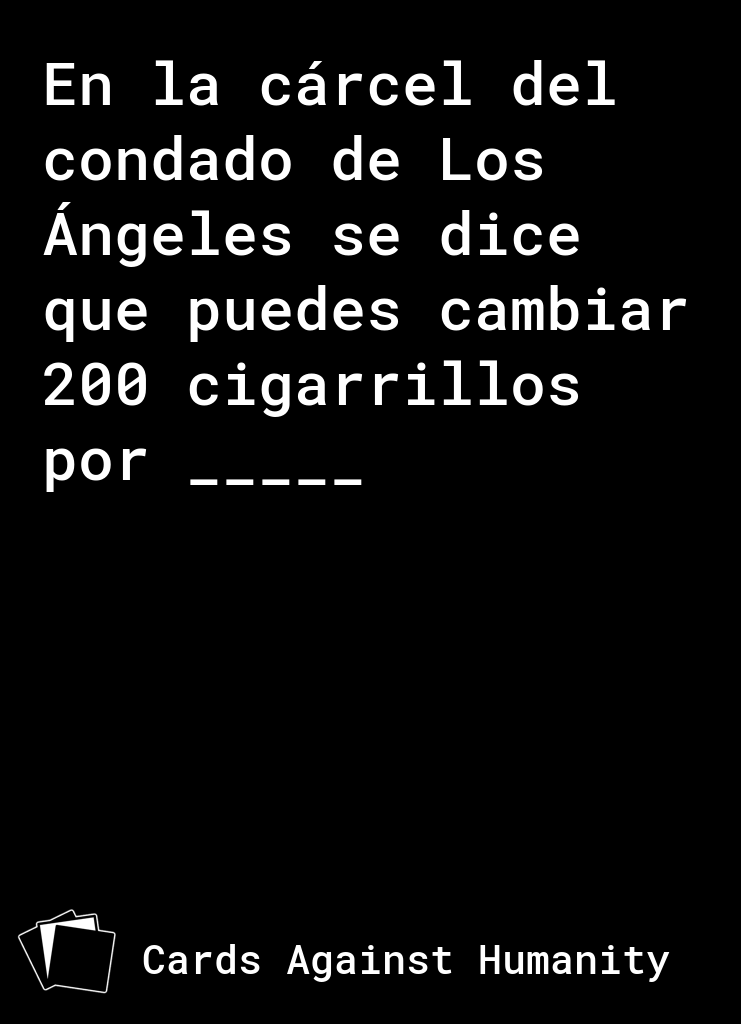 En la cárcel del
condado de Los
Ángeles se dice
que puedes cambiar
200 cigarrillos
por _____
Cards Against Humanity